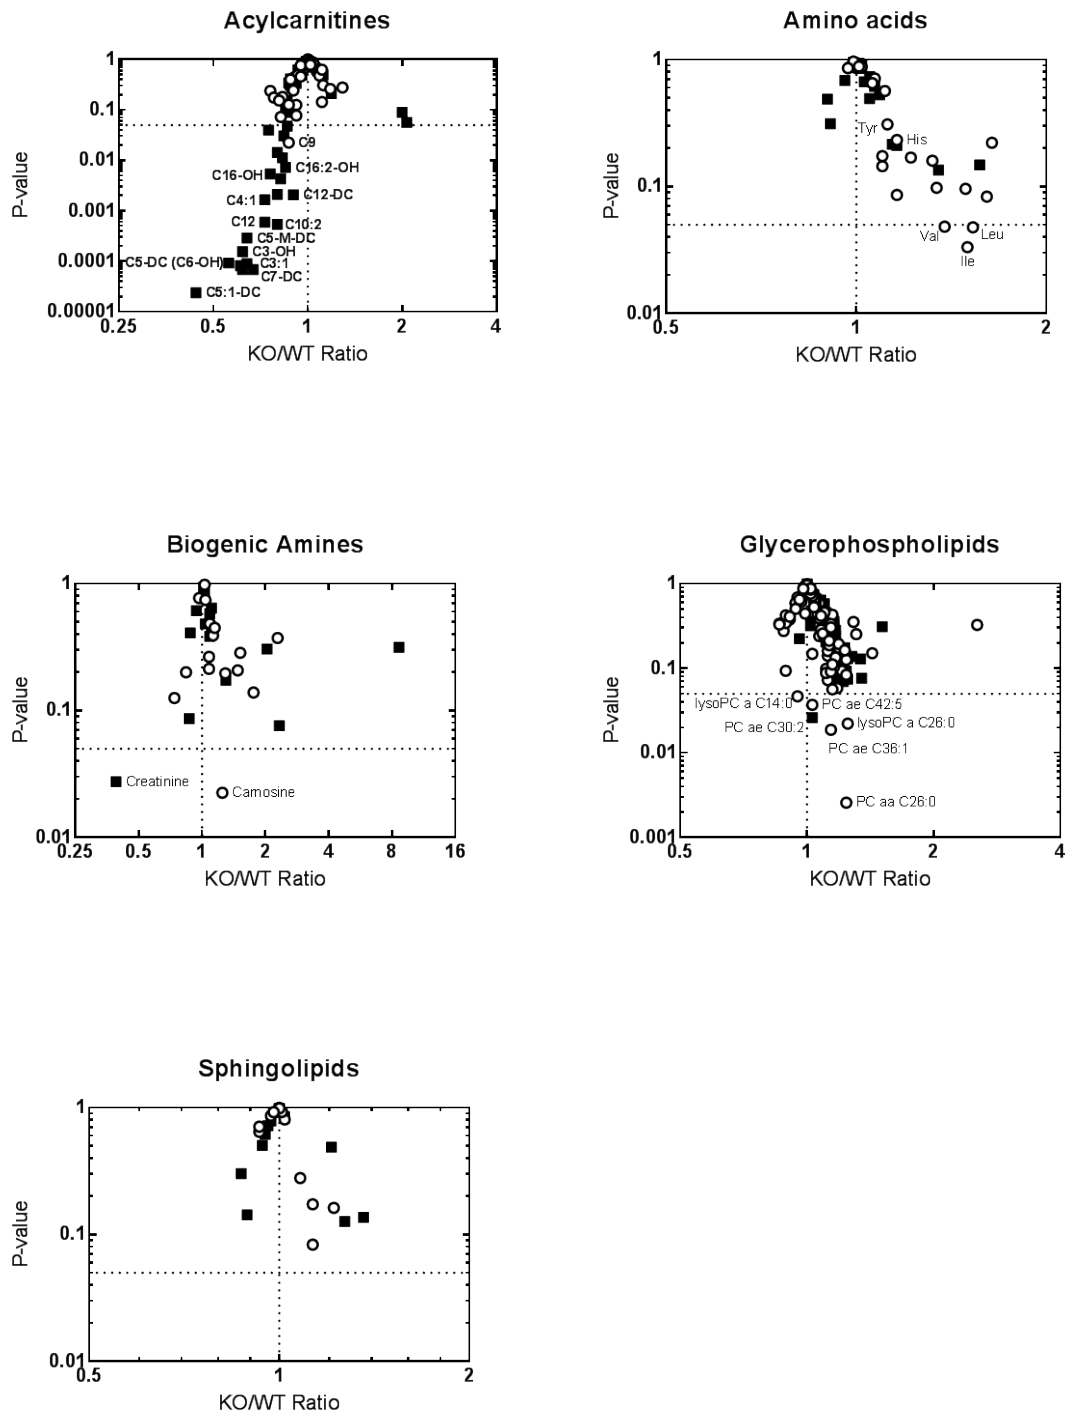 Acylcarnitines
1
0.1
0.01
0.001
0.0001
0.00001
P-value
C9
C16:2-OH
C16-OH
C12-DC
C4:1
C12
C10:2
C5-M-DC
C3-OH
C5-DC (C6-OH)
C3:1
C7-DC
C5:1-DC
0.25
0.5
1
2
4
KO/WT Ratio
Amino acids
1
0.1
0.01
P-value
Tyr
His
Val
Leu
Ile
0.5
1
2
KO/WT Ratio
Biogenic Amines
1
0.1
0.01
P-value
Creatinine
Carnosine
0.25
0.5
1
2
4
8
16
KO/WT Ratio
Glycerophospholipids
1
0.1
0.01
0.001
P-value
lysoPC a C14:0
PC ae C42:5
PC ae C30:2
lysoPC a C26:0
PC ae C36:1
PC aa C26:0
0.5
1
2
4
KO/WT Ratio
Sphingolipids
1
0.1
0.01
P-value
0.5
1
2
KO/WT Ratio